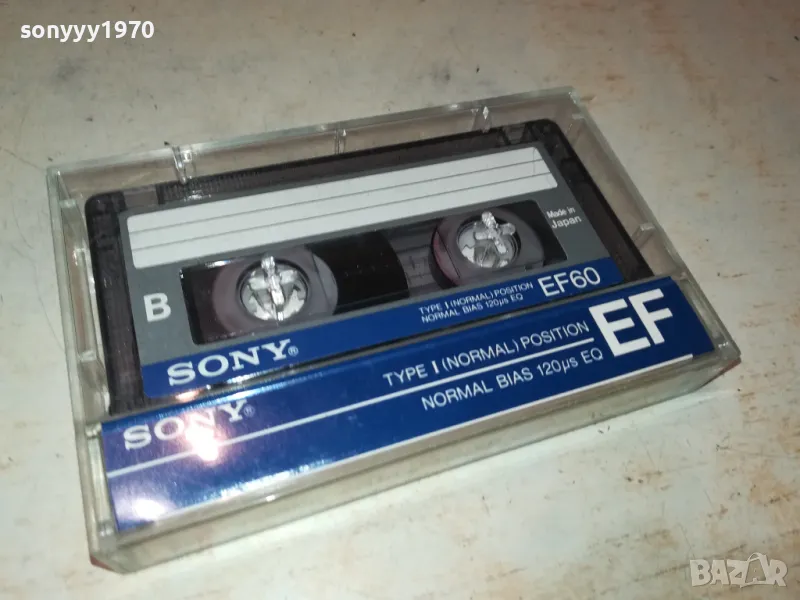 sonyyy1970
Made in
Japan
B
TYPE I (NORMAL) POSITION
NORMAL BIAS 120μs EQ
EF60
SONY®
SONY®
TYPE I (NORMAL) POSITION
NORMAL BIAS 120μs EQ
EF
BAZAR